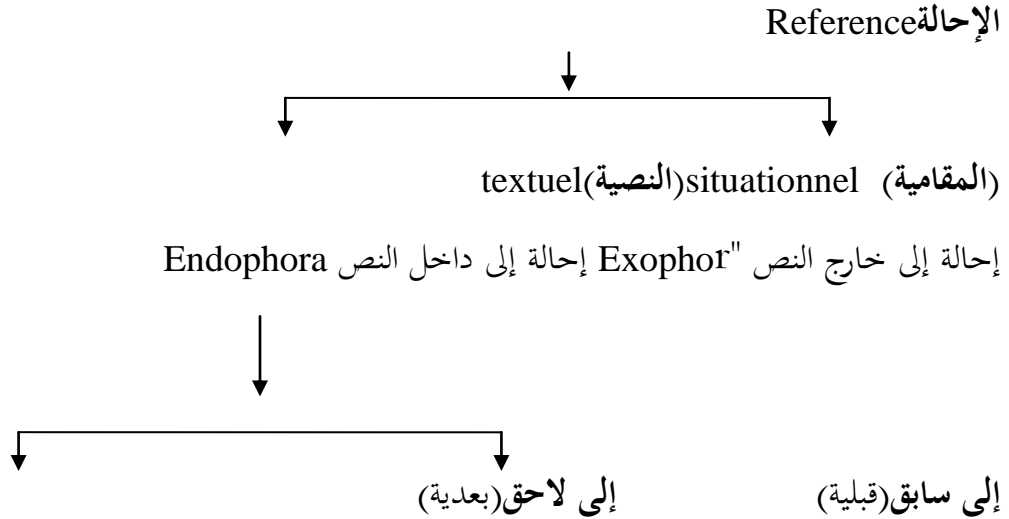 الإحالةReference
(المقامية) situationnel(النصية)textuel
إحالة إلى خارج النص "Exophor إحالة إلى داخل النص Endophora
إلى سابق(قبلية) إلى لاحق(بعدية)